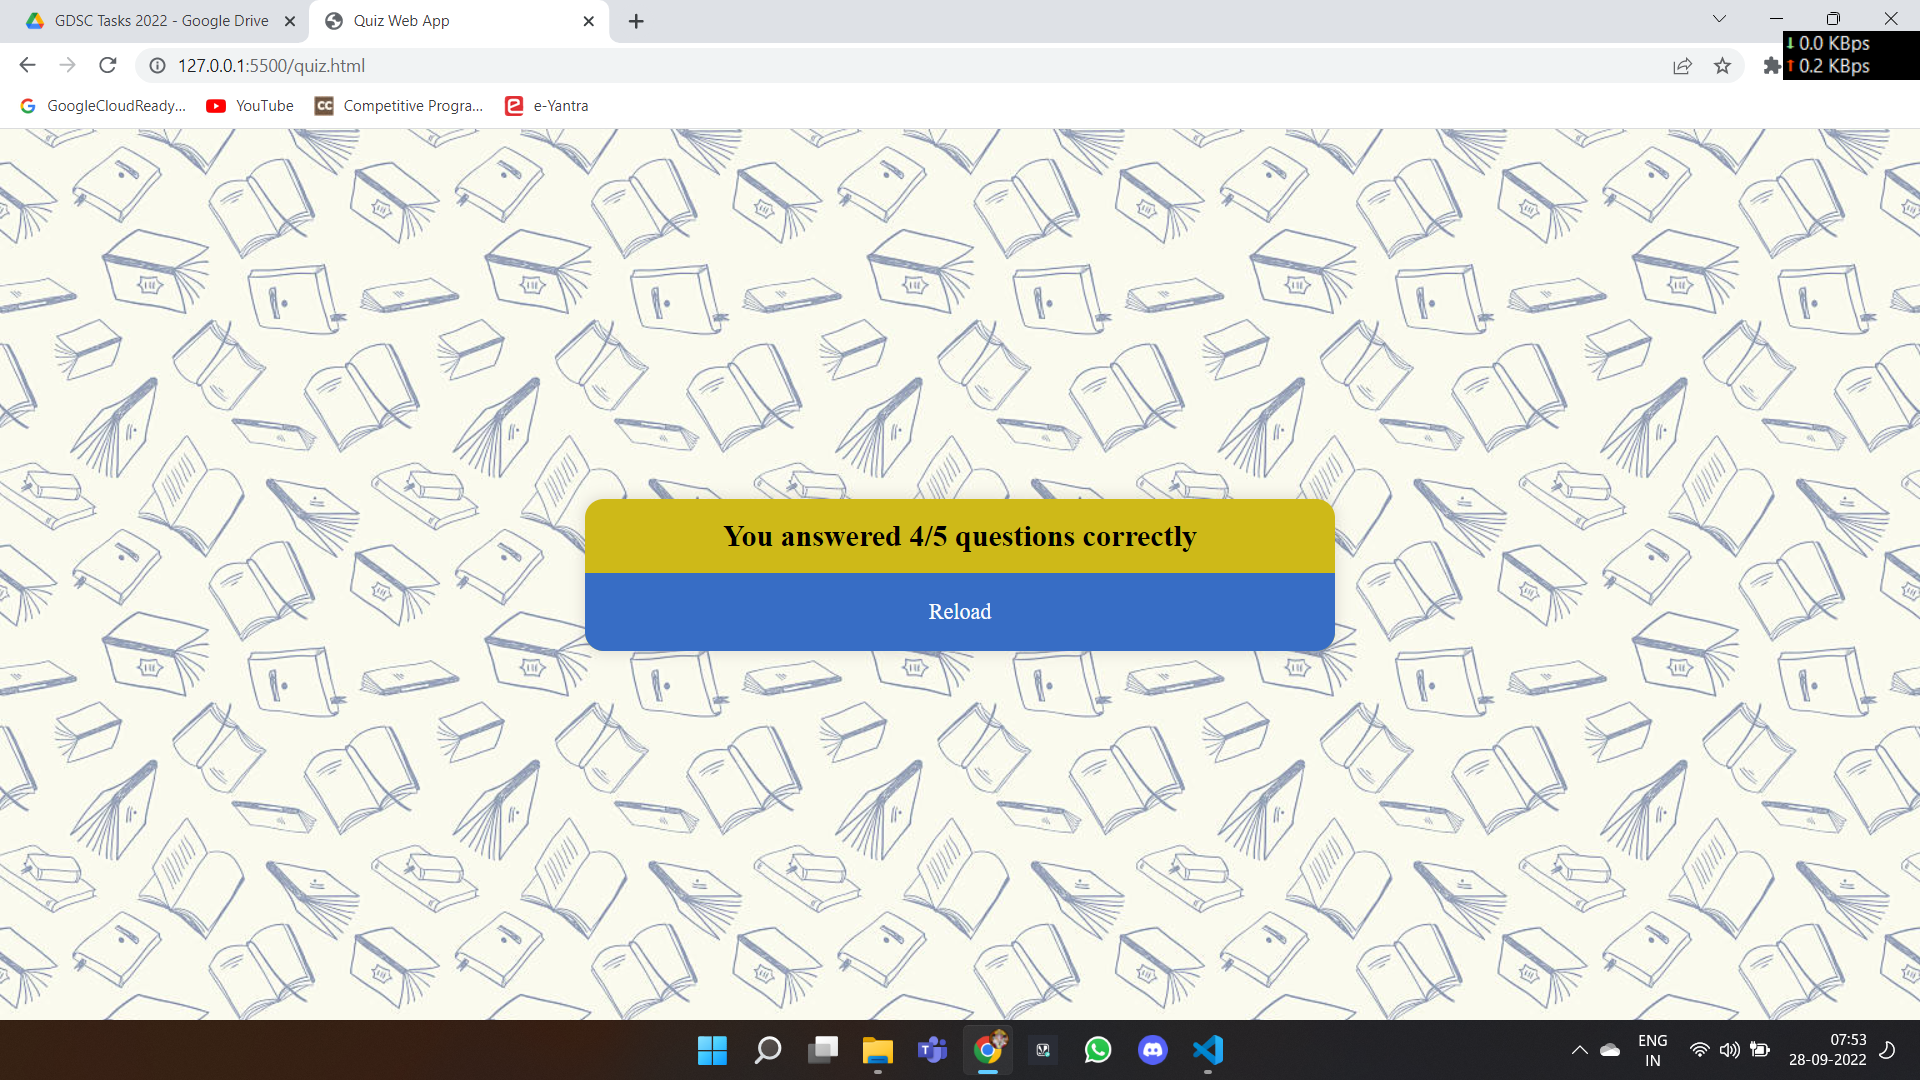 GDSC Tasks 2022 - Google Drive
Quiz Web App
0.0 KBps
0.2 KBps
127.0.0.1:5500/quiz.html
GoogleCloudReady...
YouTube
CC
Competitive Progra...
e-Yantra
You answered 4/5 questions correctly
Reload
ENG
IN
07:53
28-09-2022